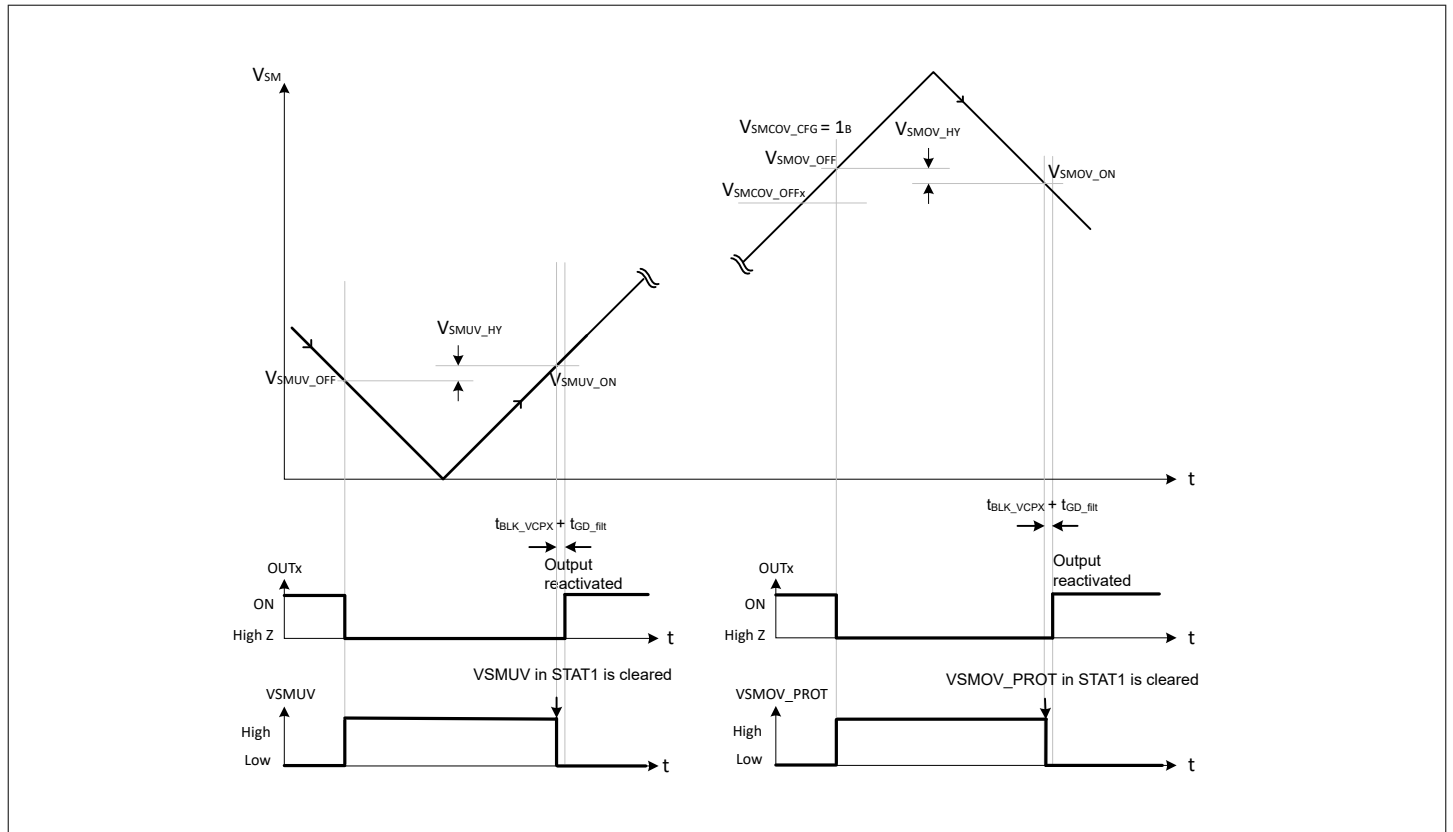 VSM
VSMCOV_CFG = 1B
VSMOV_HY
VSMOV_OFF
VSMOV_ON
VSMCOV_OFFx
VSMUV_HY
VSMUV_OFF
VSMUV_ON
t
tBLK_VCPX + tGD_filt
tBLK_VCPX + tGD_filt
Output
reactivated
OUTx
ON
High Z
t
Output
reactivated
OUTx
ON
High Z
t
VSMUV in STAT1 is cleared
VSMUV
High
Low
t
VSMOV_PROT in STAT1 is cleared
VSMOV_PROT
High
Low
t